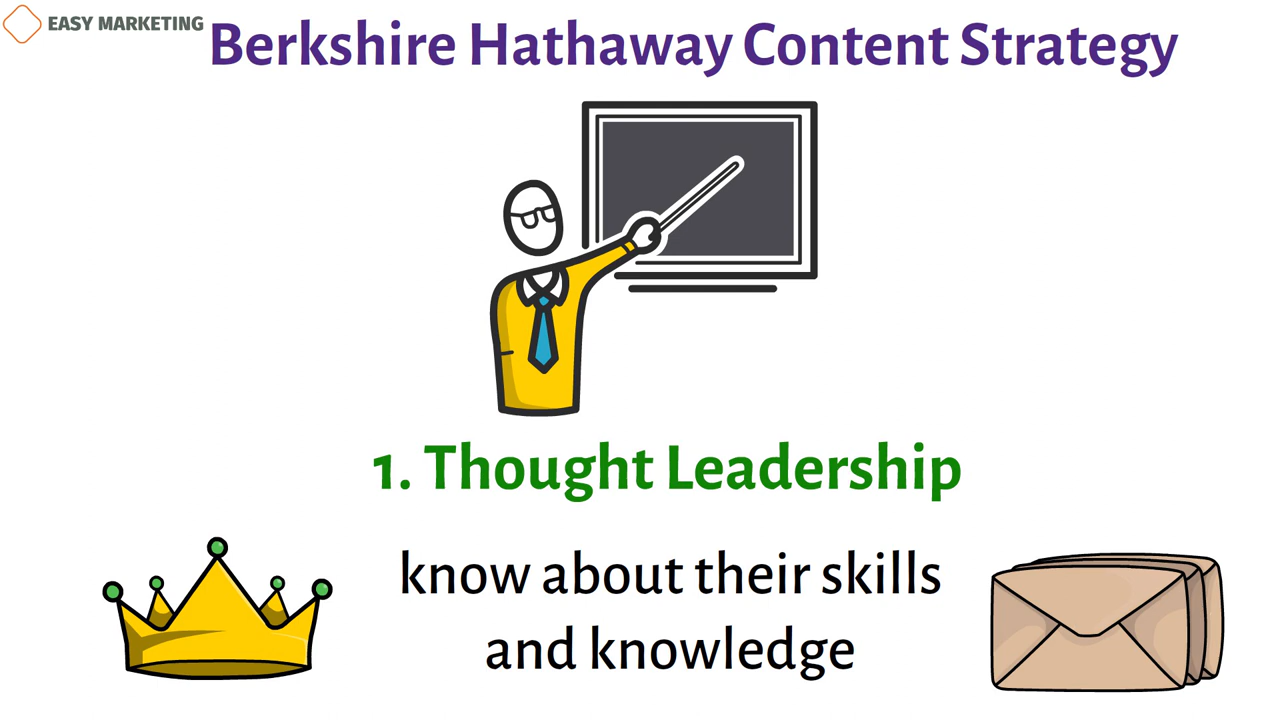 EASY MARKETING
Berkshire Hathaway Content Strategy
1. Thought Leadership
know about their skills
and knowledge